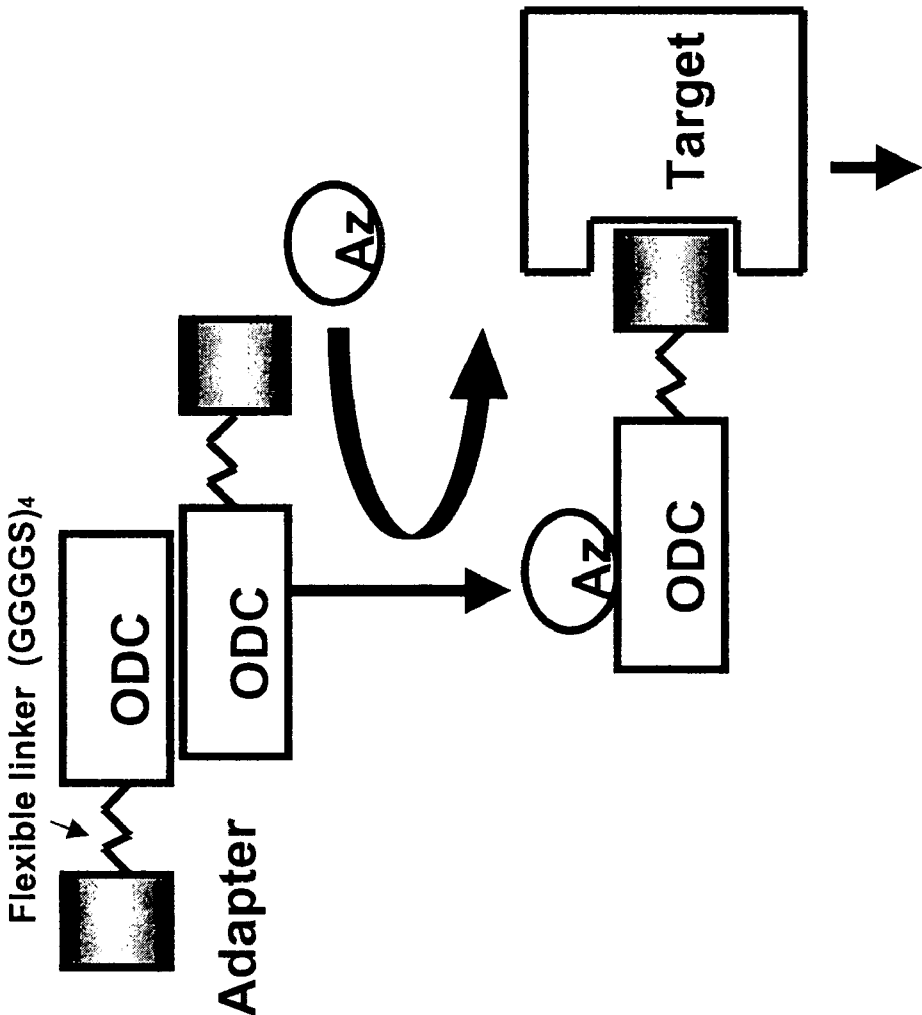 Flexible linker (GGGGS)4
ODC
ODC
Adapter
Az
Az
ODC
Target